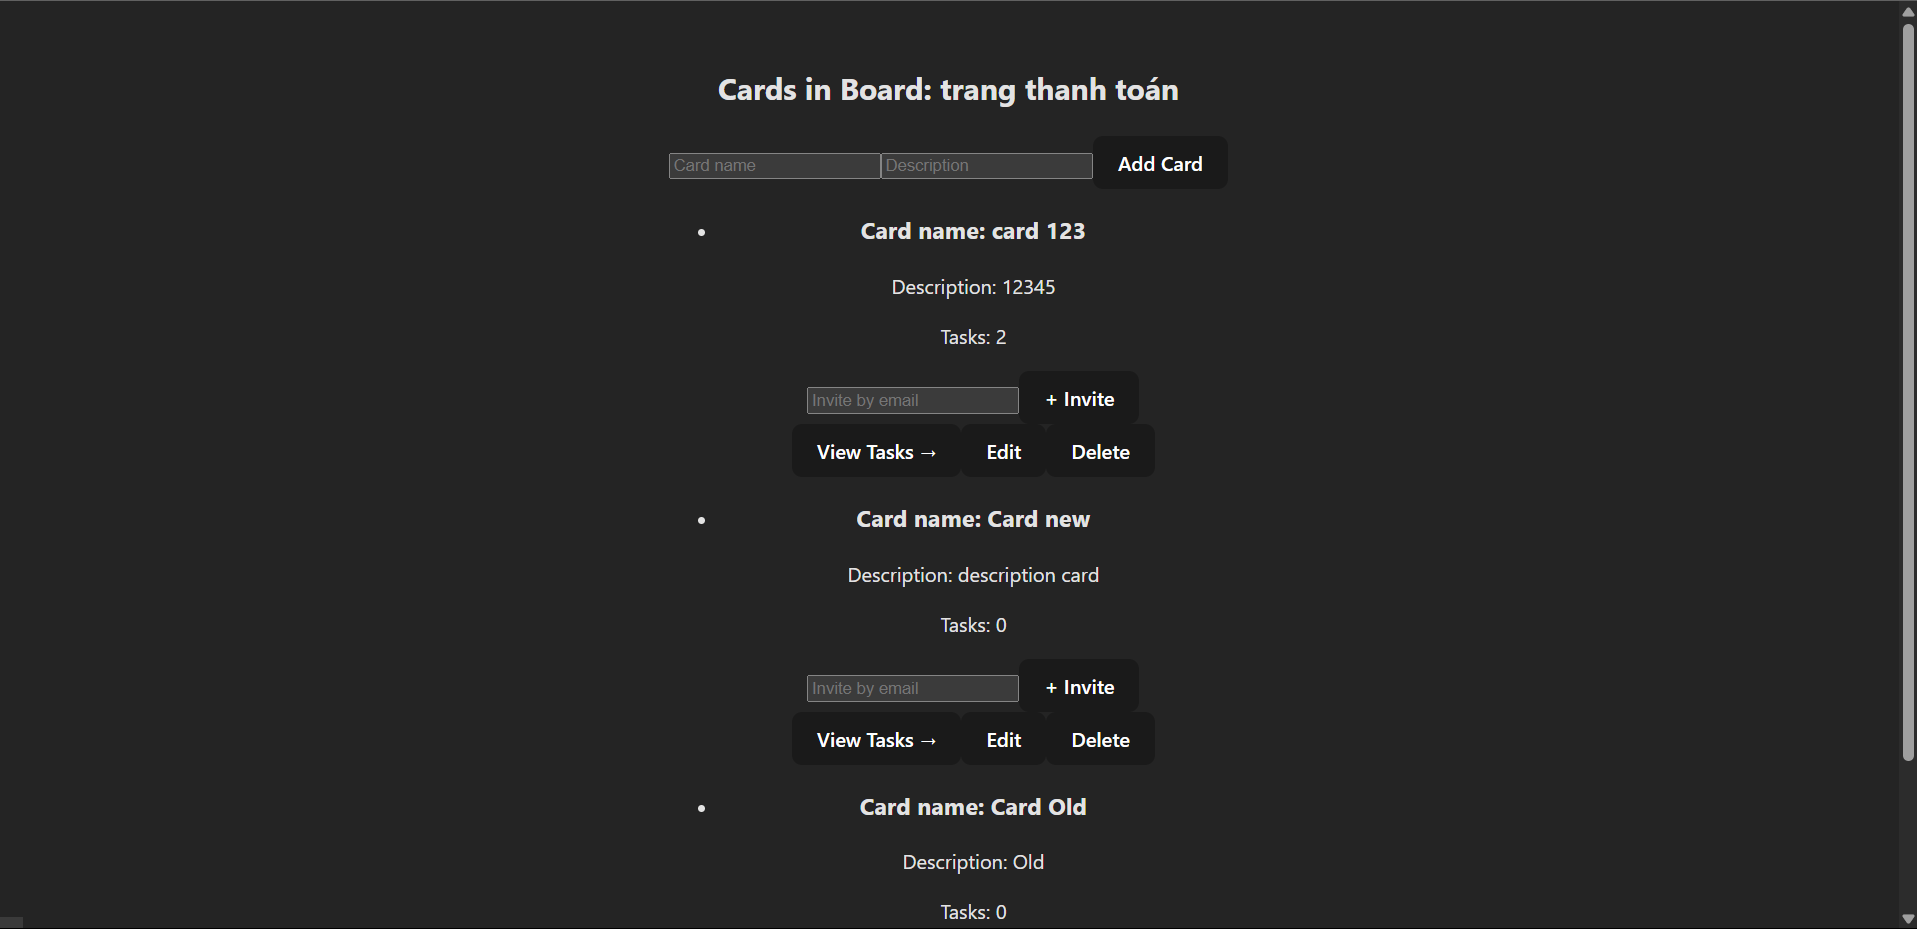 Cards in Board: trang thanh toán
Card name Description Add Card
Card name: card 123
Description: 12345
Tasks: 2
Invite by email + Invite
View Tasks → Edit Delete
Card name: Card new
Description: description card
Tasks: 0
Invite by email + Invite
View Tasks → Edit Delete
Card name: Card Old
Description: Old
Tasks: 0